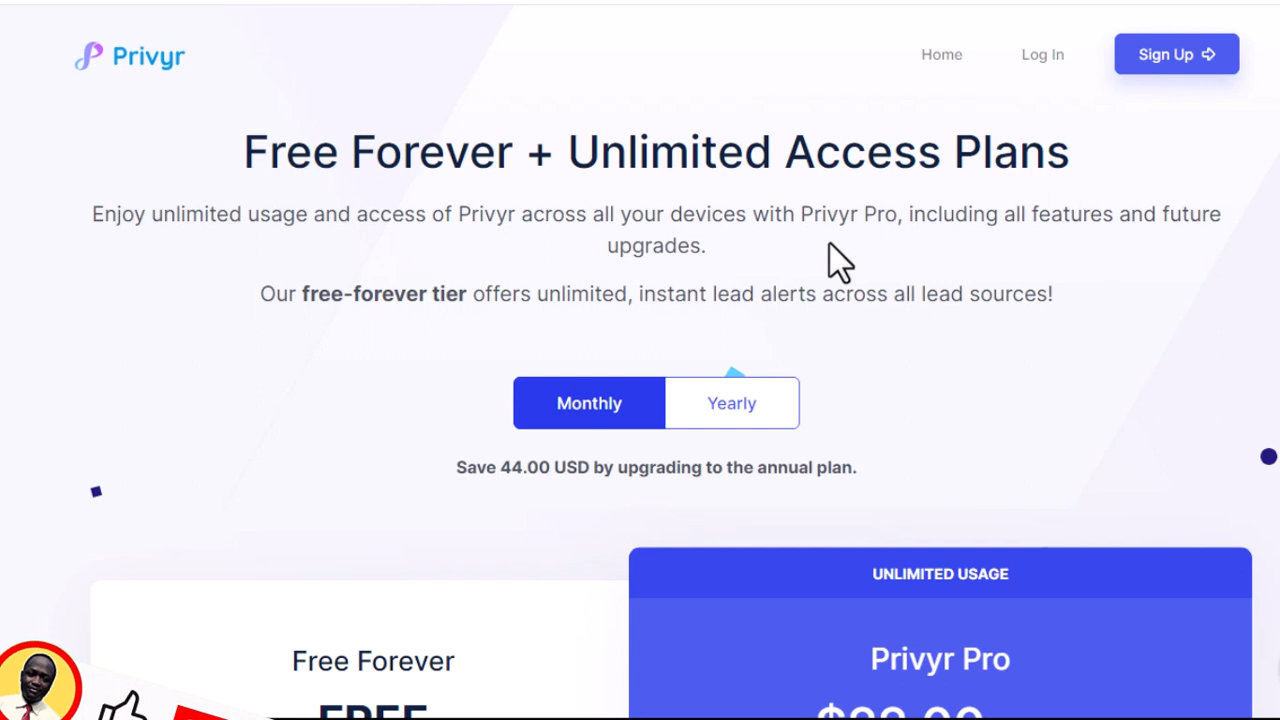 Privyr
Home
Log In
Sign Up
Free Forever + Unlimited Access Plans
Enjoy unlimited usage and access of Privyr across all your devices with Privyr Pro, including all features and future
upgrades.
Our free-forever tier offers unlimited, instant lead alerts across all lead sources!
Monthly
Yearly
Save 44.00 USD by upgrading to the annual plan.
UNLIMITED USAGE
Free Forever
Privyr Pro
FREE